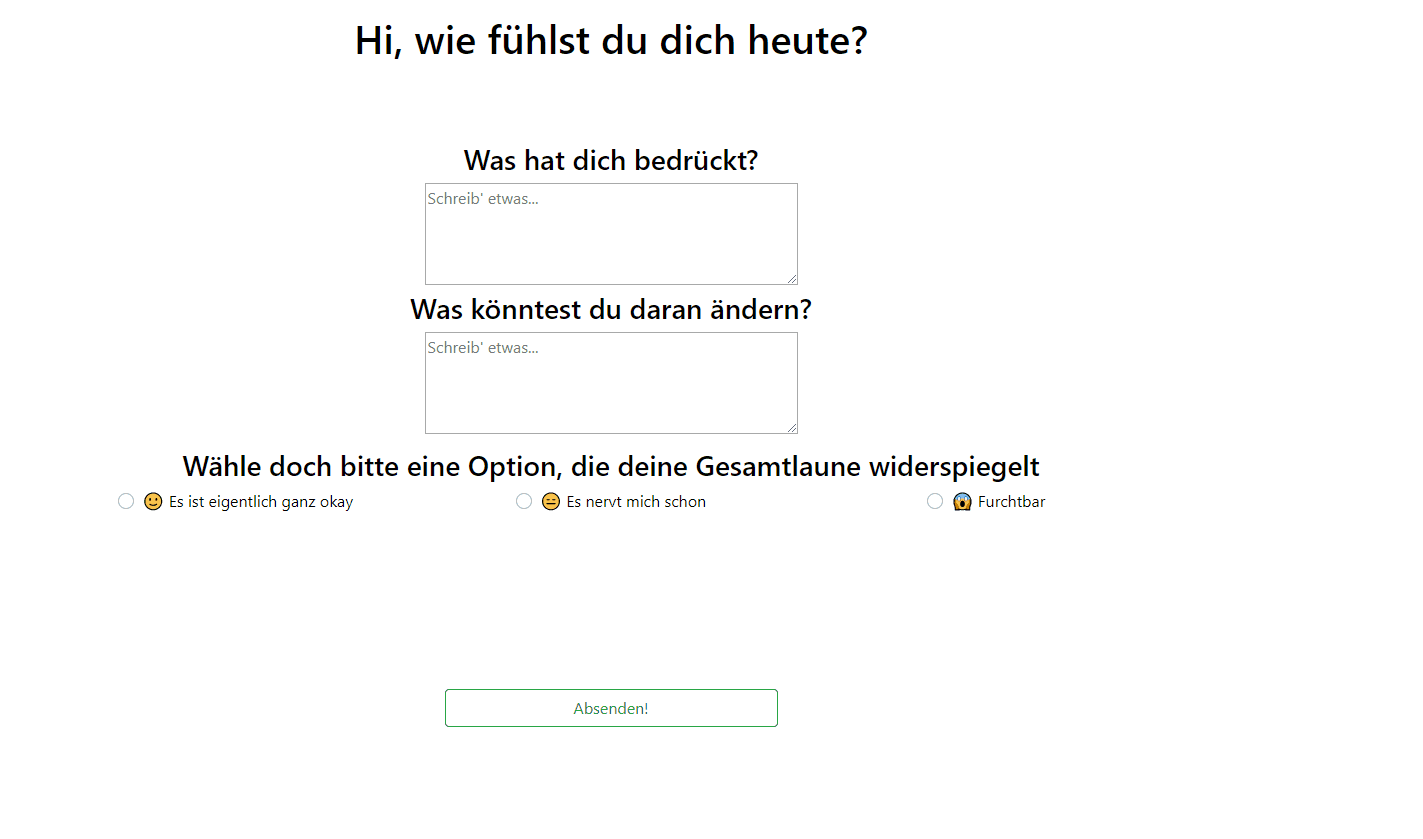 Hi, wie fühlst du dich heute?
Was hat dich bedrückt?
Schreib' etwas...
Was könntest du daran ändern?
Schreib' etwas...
Wähle doch bitte eine Option, die deine Gesamtlaune widerspiegelt
🙂 Es ist eigentlich ganz okay 😑 Es nervt mich schon 😱 Furchtbar
Absenden!